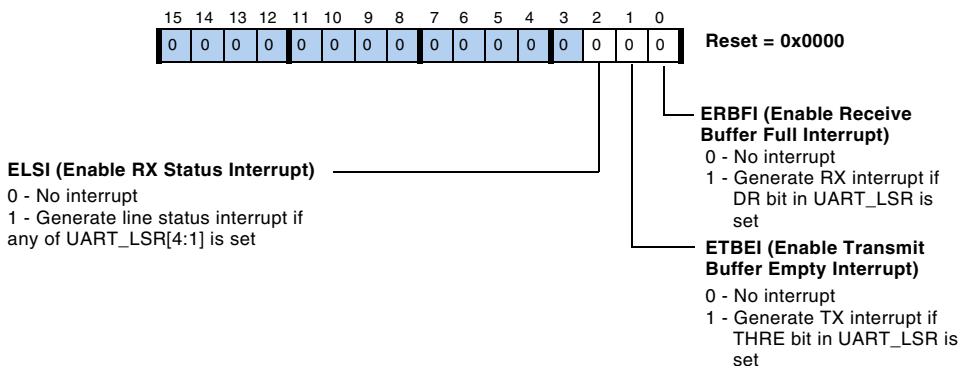 15 14 13 12 11 10 9 8 7 6 5 4 3 2 1 0
0 0 0 0 0 0 0 0 0 0 0 0 0 0 0 0
Reset = 0x0000
ERBFI (Enable Receive
Buffer Full Interrupt)
0 - No interrupt
1 - Generate RX interrupt if
DR bit in UART_LSR is
set
ELSI (Enable RX Status Interrupt)
0 - No interrupt
1 - Generate line status interrupt if
any of UART_LSR[4:1] is set
ETBEI (Enable Transmit
Buffer Empty Interrupt)
0 - No interrupt
1 - Generate TX interrupt if
THRE bit in UART_LSR is
set